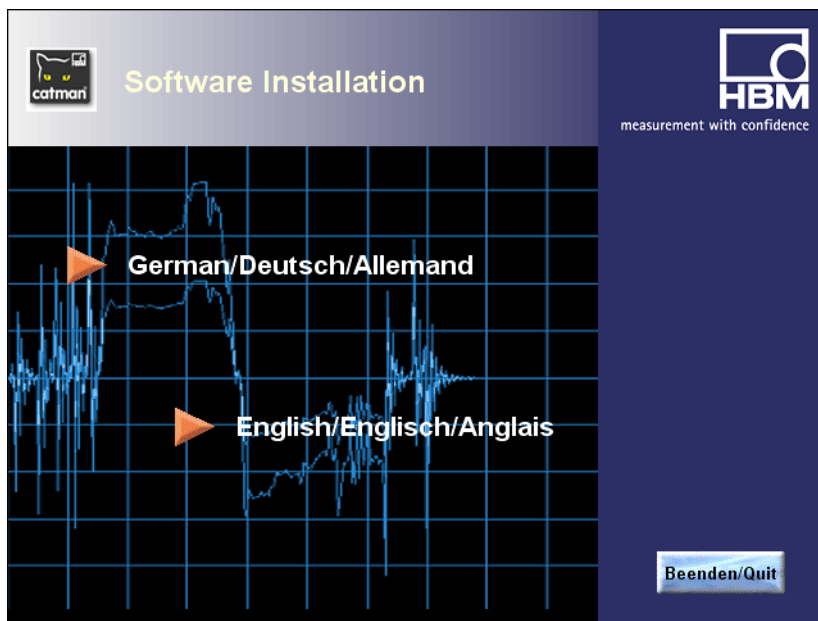 catman
Software Installation
HBM
measurement with confidence
German/Deutsch/Allemand
English/Englisch/Anglais
Beenden/Quit